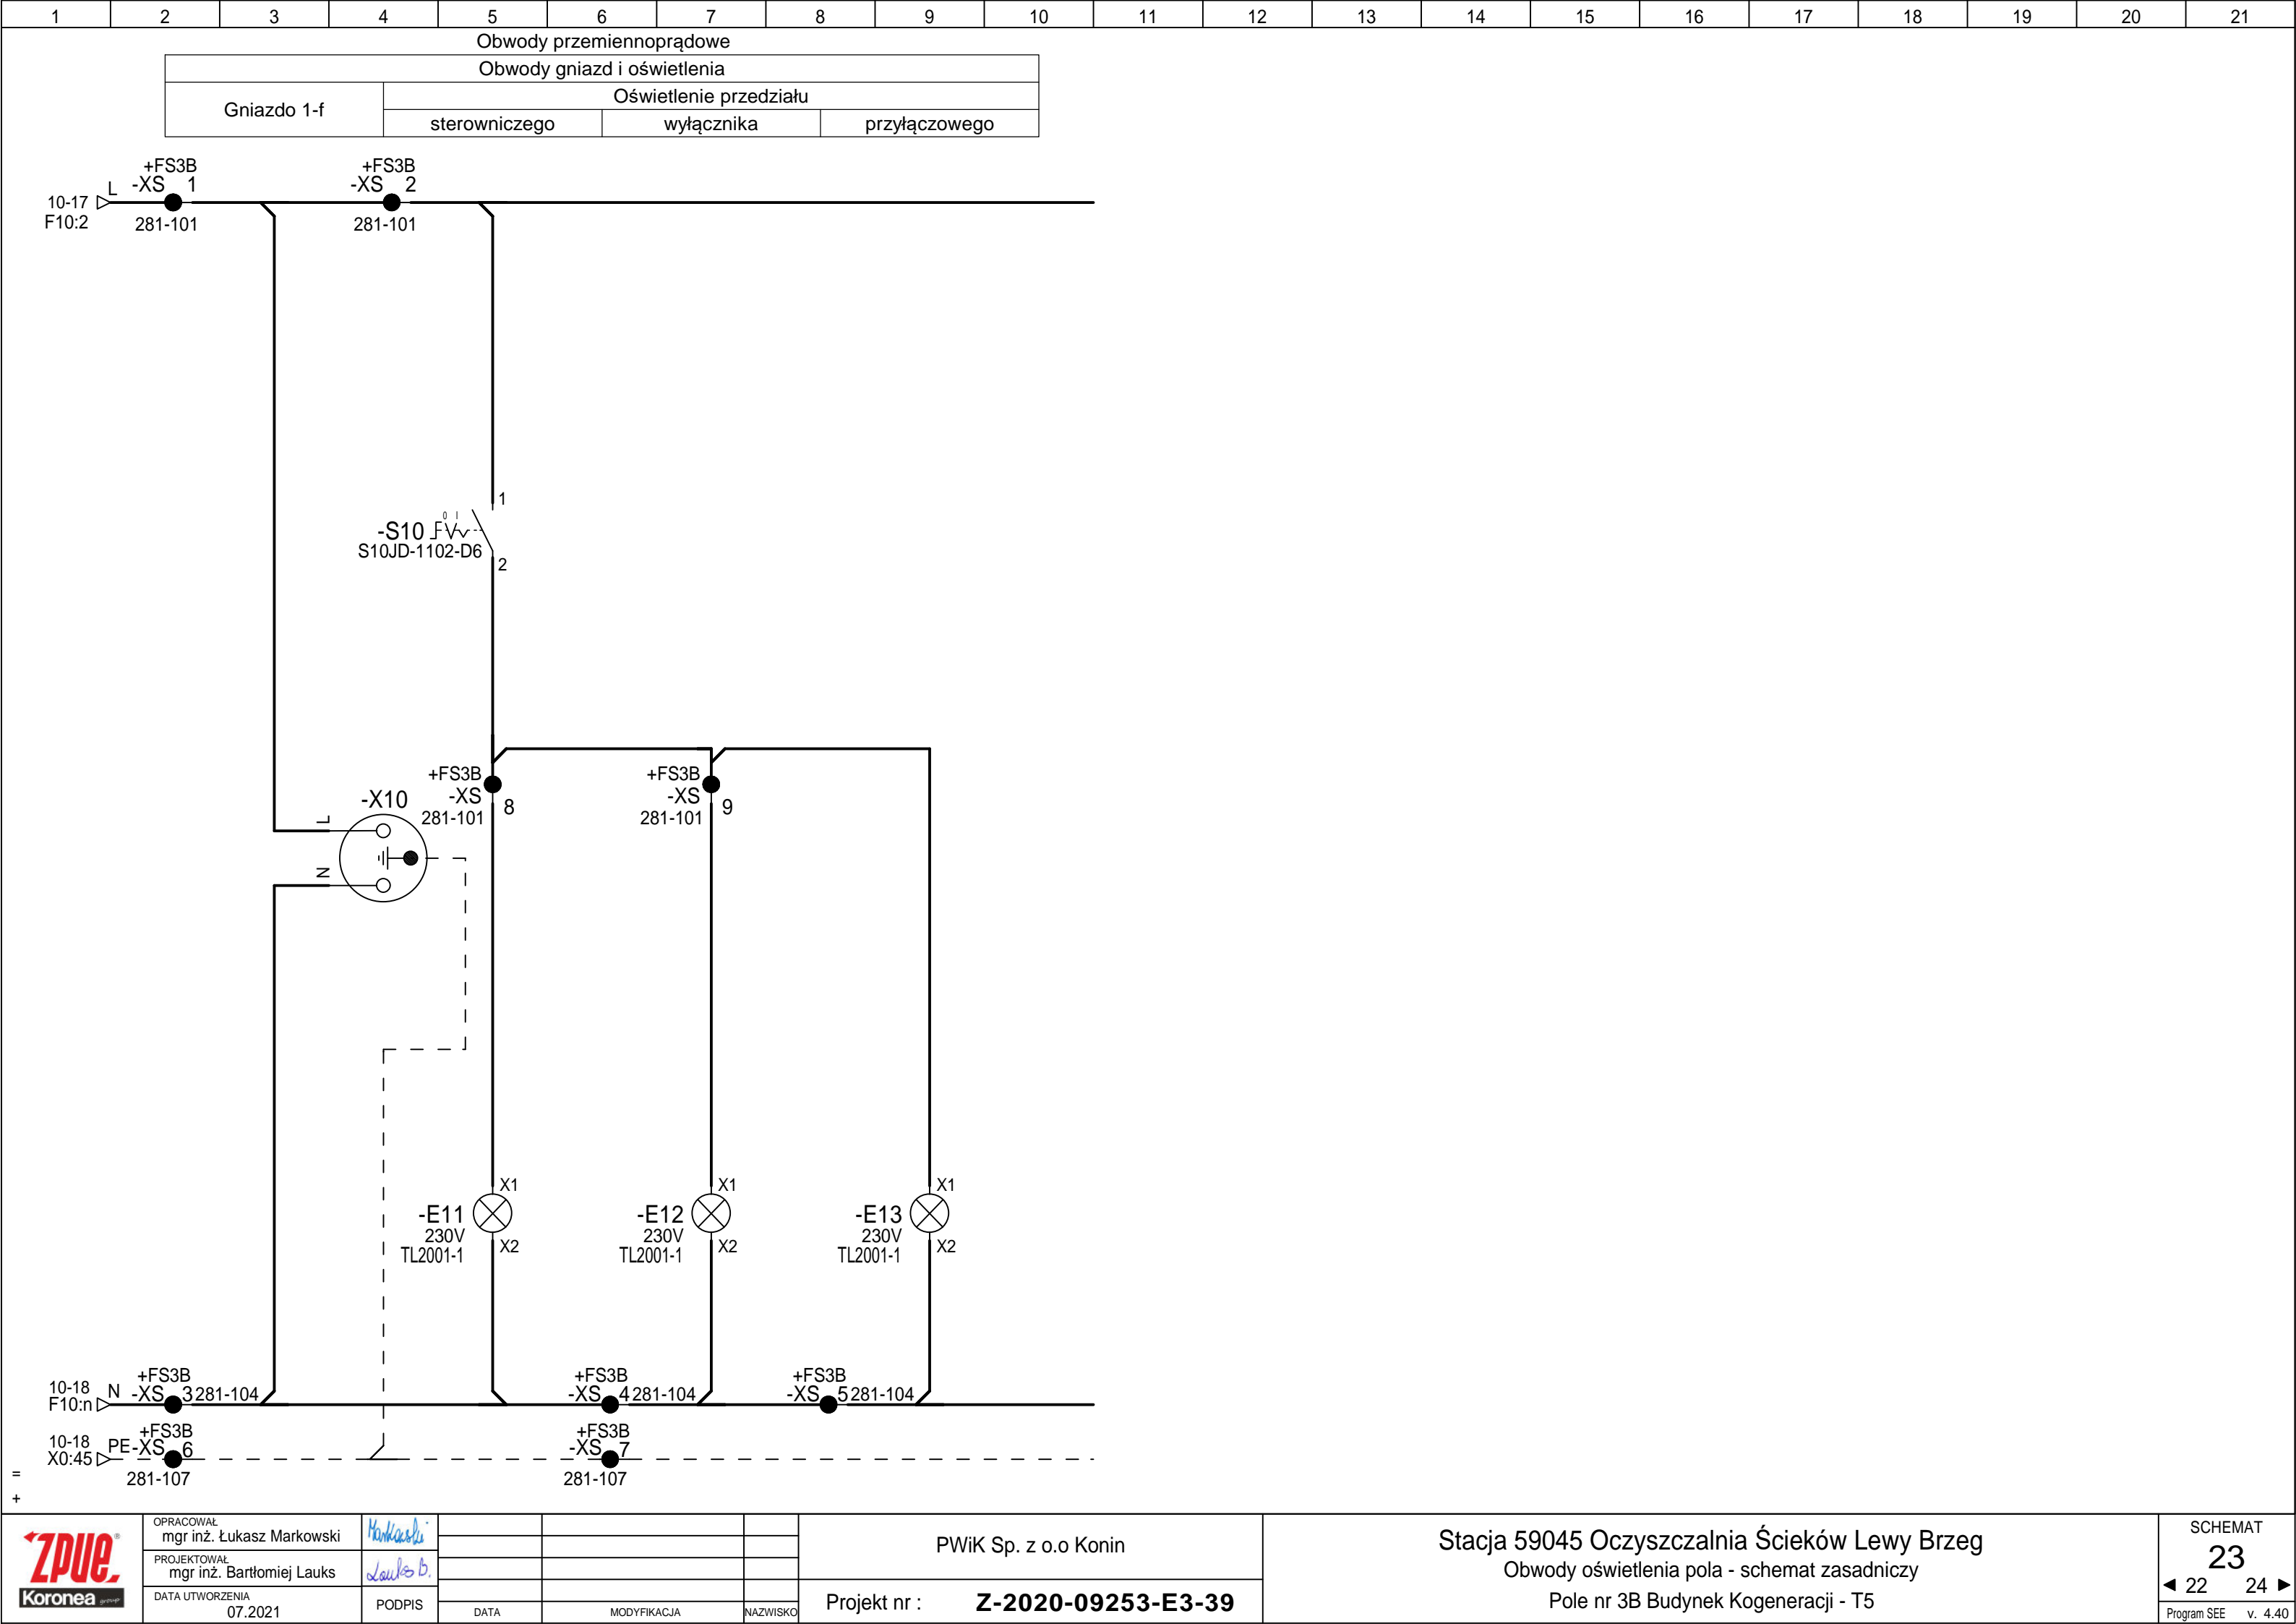 1 2 3 4 5 6 7 8 9 10 11 12 13 14 15 16 17 18 19 20 21
Obwody przemiennoprądowe
Obwody gniazd i oświetlenia
Gniazdo 1-f
Oświetlenie przedziału
sterowniczego wyłącznika przyłączowego
+FS3B
-XS 1
281-101
+FS3B
-XS 2
281-101
L
10-17
F10:2
1
0 I
-S10
S10JD-1102-D6
2
+FS3B
-XS
281-101
8
+FS3B
-XS
281-101
9
-X10
L
N
X1
-E11
230V
TL2001-1
X2
X1
-E12
230V
TL2001-1
X2
X1
-E13
230V
TL2001-1
X2
10-18
F10:n
N
+FS3B
-XS 3 281-104
+FS3B
-XS 4 281-104
+FS3B
-XS 5 281-104
10-18
X0:45
PE
+FS3B
-XS 6
281-107
+FS3B
-XS 7
281-107
=
+
ZPUE®
Koronea group
OPRACOWAŁ
mgr inż. Łukasz Markowski
Markowski
PROJEKTOWAŁ
mgr inż. Bartłomiej Lauks
Lauks B.
DATA UTWORZENIA
07.2021
PODPIS
DATA MODYFIKACJA NAZWISKO
PWiK Sp. z o.o Konin
Projekt nr : Z-2020-09253-E3-39
Stacja 59045 Oczyszczalnia Ścieków Lewy Brzeg
Obwody oświetlenia pola - schemat zasadniczy
Pole nr 3B Budynek Kogeneracji - T5
SCHEMAT
23
22 24
Program SEE v. 4.40